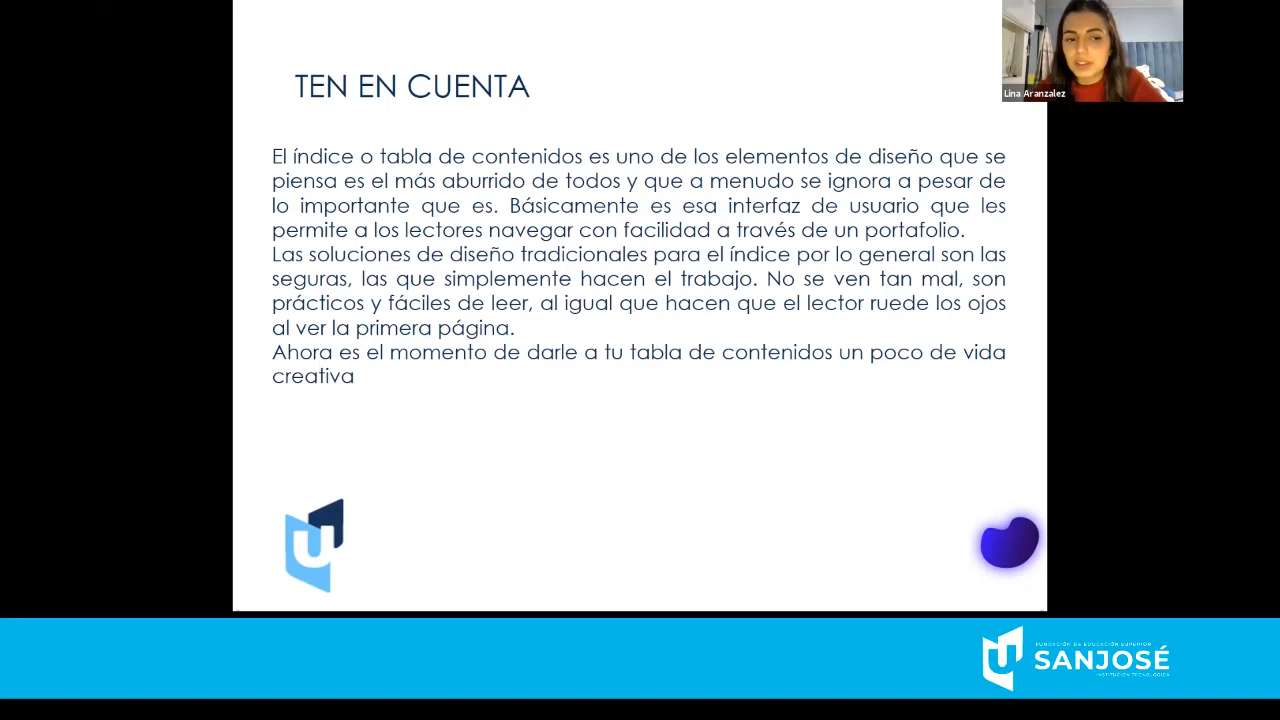 TEN EN CUENTA
Lina Aranzalez
El índice o tabla de contenidos es uno de los elementos de diseño que se
piensa es el más aburrido de todos y que a menudo se ignora a pesar de
lo importante que es. Básicamente es esa interfaz de usuario que les
permite a los lectores navegar con facilidad a través de un portafolio.
Las soluciones de diseño tradicionales para el índice por lo general son las
seguras, las que simplemente hacen el trabajo. No se ven tan mal, son
prácticos y fáciles de leer, al igual que hacen que el lector ruede los ojos
al ver la primera página.
Ahora es el momento de darle a tu tabla de contenidos un poco de vida
creativa
FUNDACIÓN DE EDUCACIÓN SUPERIOR
SANJOSÉ
INSTITUCIÓN TECNOLÓGICA